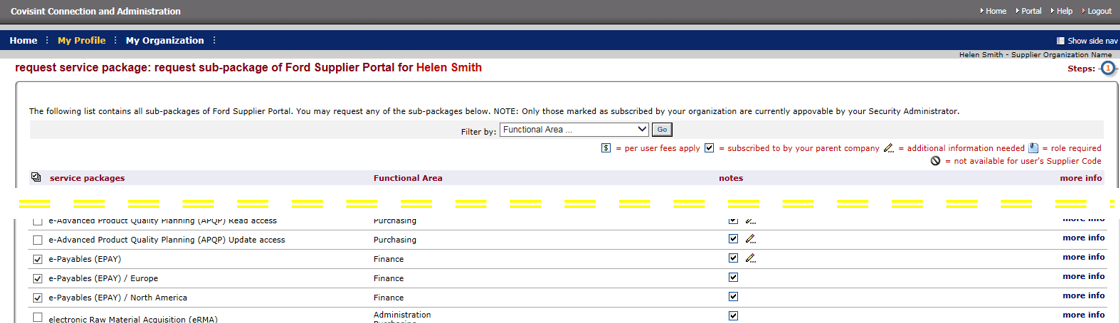 Covisint Connection and Administration
Home Portal Help Logout
Home My Profile My Organization Show side nav
Helen Smith - Supplier Organization Name
request service package: request sub-package of Ford Supplier Portal for Helen Smith
Steps: 1
The following list contains all sub-packages of Ford Supplier Portal. You may request any of the sub-packages below. NOTE: Only those marked as subscribed by your organization are currently appovable by your Security Administrator.
Filter by: Functional Area ... Go
$ = per user fees apply = subscribed to by your parent company = additional information needed = role required
= not available for user's Supplier Code
service packages Functional Area notes more info
e-Advanced Product Quality Planning (APQP) Read access Purchasing more info
e-Advanced Product Quality Planning (APQP) Update access Purchasing more info
e-Payables (EPAY) Finance more info
e-Payables (EPAY) / Europe Finance more info
e-Payables (EPAY) / North America Finance more info
electronic Raw Material Acquisition (eRMA) Administration more info
Purchasing